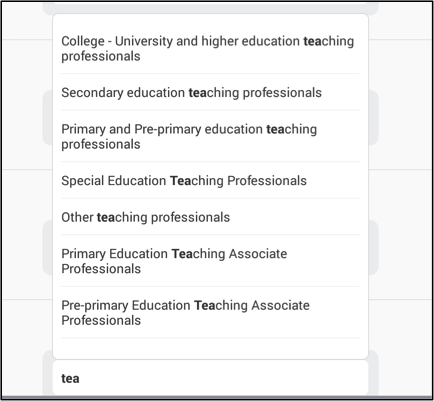 College - University and higher education teaching
professionals
Secondary education teaching professionals
Primary and Pre-primary education teaching
professionals
Special Education Teaching Professionals
Other teaching professionals
Primary Education Teaching Associate
Professionals
Pre-primary Education Teaching Associate
Professionals
tea